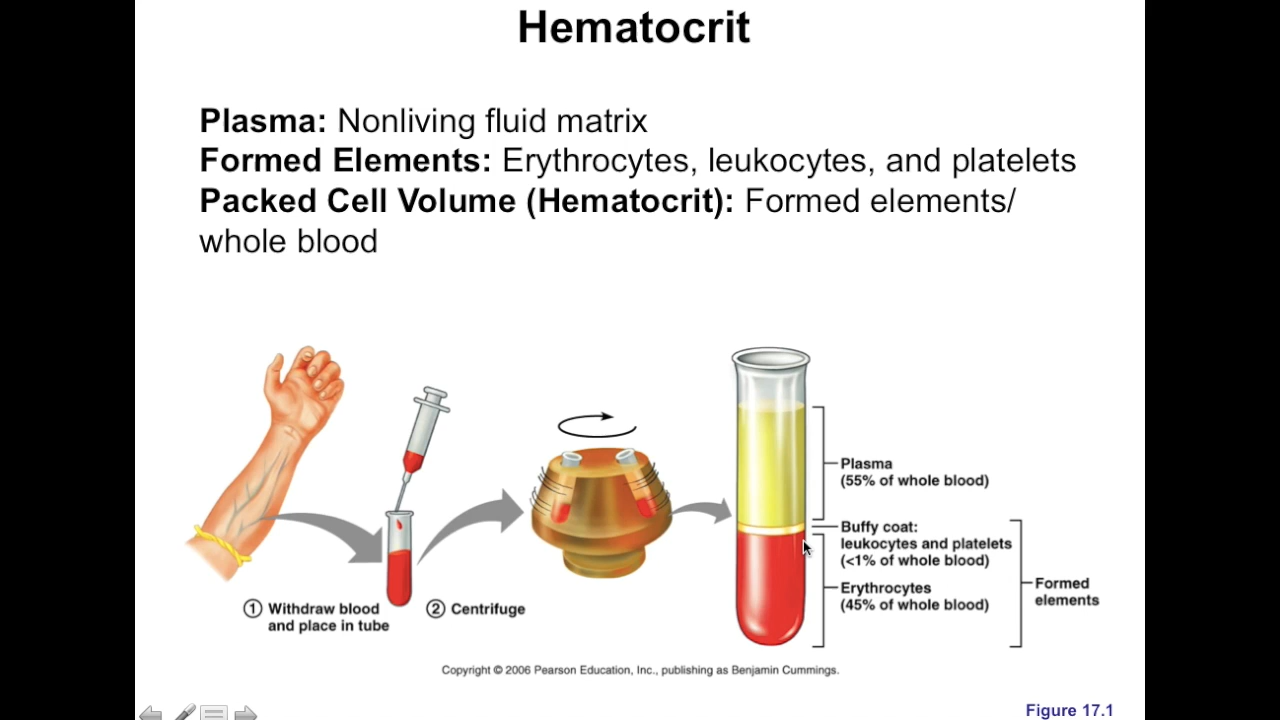 Hematocrit
Plasma: Nonliving fluid matrix
Formed Elements: Erythrocytes, leukocytes, and platelets
Packed Cell Volume (Hematocrit): Formed elements/
whole blood
Plasma
(55% of whole blood)
Buffy coat:
leukocytes and platelets
(<1% of whole blood)
Erythrocytes
(45% of whole blood)
Formed
elements
1 Withdraw blood
and place in tube
2 Centrifuge
Copyright © 2006 Pearson Education, Inc., publishing as Benjamin Cummings.
Figure 17.1